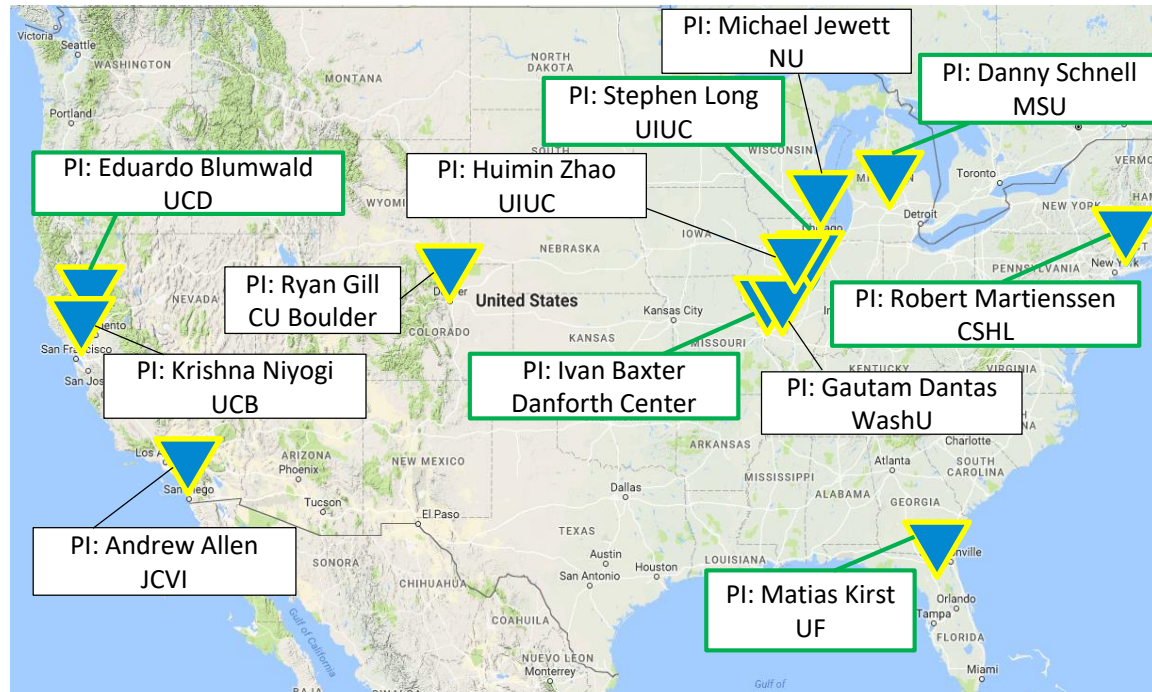 PI: Michael Jewett
NU
PI: Danny Schnell
MSU
PI: Stephen Long
UIUC
PI: Huimin Zhao
UIUC
PI: Eduardo Blumwald
UCD
PI: Ryan Gill
CU Boulder
PI: Robert Martienssen
CSHL
PI: Krishna Niyogi
UCB
PI: Ivan Baxter
Danforth Center
PI: Gautam Dantas
WashU
PI: Andrew Allen
JCVI
PI: Matias Kirst
UF
Victoria
Seattle
WASHINGTON
MONTANA
NORTH
DAKOTA
Portland
WISCONSIN
Toronto
Detroit
NEW YORK
NEBRASKA
IOWA
PENNSYLVANIA
New York
NEVADA
United States
COLORADO
KANSAS
Kansas City
MISSOURI
KENTUCKY
VIRGINIA
San Francisco
ARIZONA
Phoenix
Tucson
NEW MEXICO
El Paso
Dallas
TEXAS
Austin
San Antonio
Houston
ARKANSAS
MISSISSIPPI
ALABAMA
LOUISIANA
Atlanta
GEORGIA
Charlotte
SOUTH
CAROLINA
Orlando
Tampa
FLORIDA
Miami
SONORA
CHIHUAHUA
COAHUILA
NUEVO LEON
Monterrey
Gulf of California
Gulf of